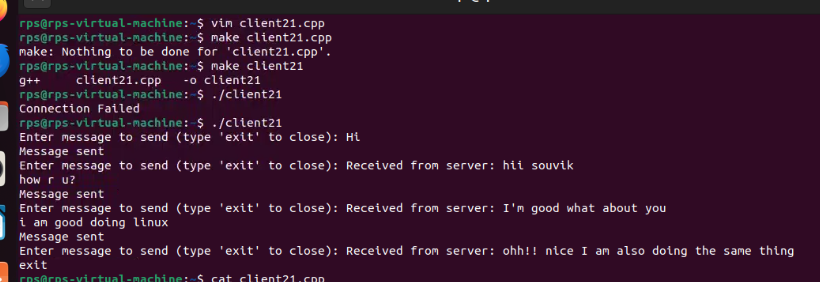 rps@rps-virtual-machine:~$ vim client21.cpp
rps@rps-virtual-machine:~$ make client21.cpp
make: Nothing to be done for 'client21.cpp'.
rps@rps-virtual-machine:~$ make client21
g++     client21.cpp   -o client21
rps@rps-virtual-machine:~$ ./client21
Connection Failed
rps@rps-virtual-machine:~$ ./client21
Enter message to send (type 'exit' to close): Hi
Message sent
Enter message to send (type 'exit' to close): Received from server: hii souvik
how r u?
Message sent
Enter message to send (type 'exit' to close): Received from server: I'm good what about you
i am good doing linux
Message sent
Enter message to send (type 'exit' to close): Received from server: ohh!! nice I am also doing the same thing
exit
rps@rps-virtual-machine:~$ cat client21.cpp